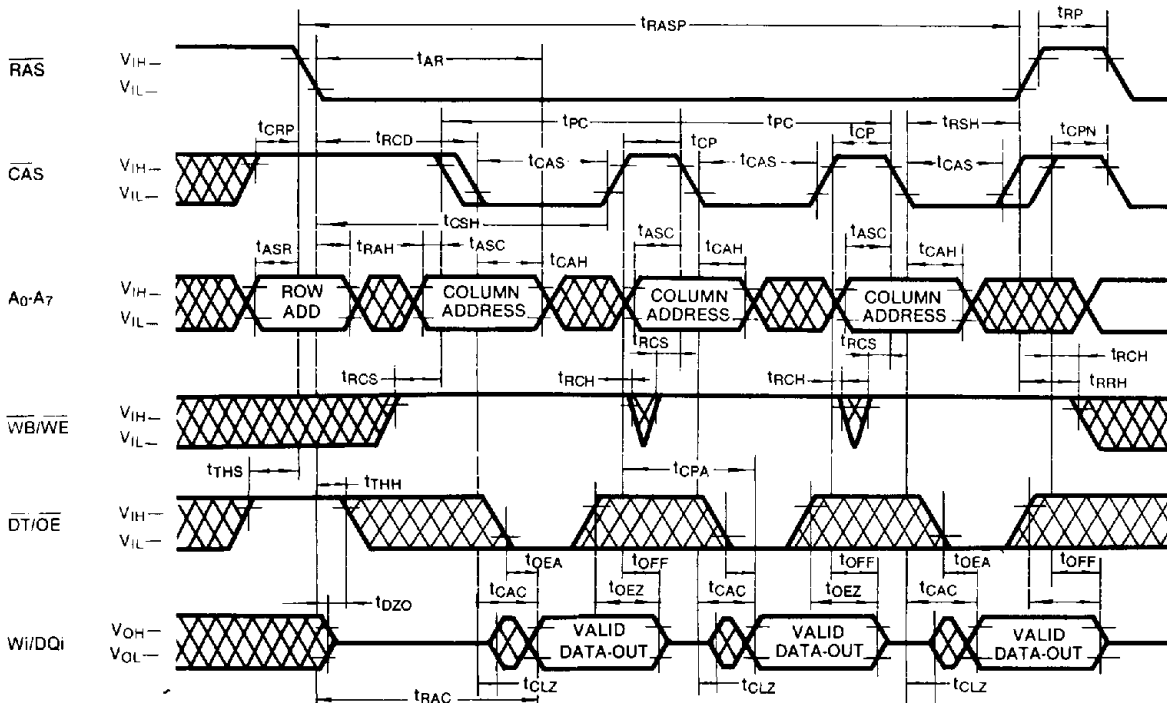 tRASP tRP
tAR
RAS VIH
VIL
tPC tPC tRSH
tCRP tRCD tCP tCP tCPN
tCAS tCAS tCAS
CAS VIH
VIL
tCSH
tASR tRAH tASC tASC tCAH tASC tCAH
tCAH
A0-A7 VIH
VIL
ROW ADD
COLUMN ADDRESS
COLUMN ADDRESS
COLUMN ADDRESS
tRCS tRCS tRCH
tRCS tRCH tRCH tRRH
WB/WE VIH
VIL
tTHS tTHH tCPA
DT/OE VIH
VIL
tOEA tOFF tOFF tOEA tOFF
tDZO tCAC tOEZ tCAC tOEZ tCAC
Wi/DQi VOH
VOL
VALID DATA-OUT
VALID DATA-OUT
VALID DATA-OUT
tRAC tCLZ tCLZ tCLZ